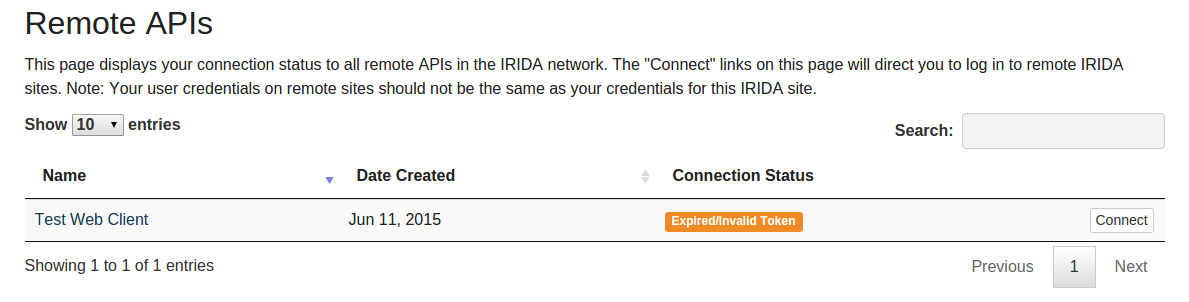 Remote APIs
This page displays your connection status to all remote APIs in the IRIDA network. The "Connect" links on this page will direct you to log in to remote IRIDA
sites. Note: Your user credentials on remote sites should not be the same as your credentials for this IRIDA site.
Show 10 entries
Search:
Name Date Created Connection Status
Test Web Client Jun 11, 2015 Expired/Invalid Token Connect
Showing 1 to 1 of 1 entries Previous 1 Next